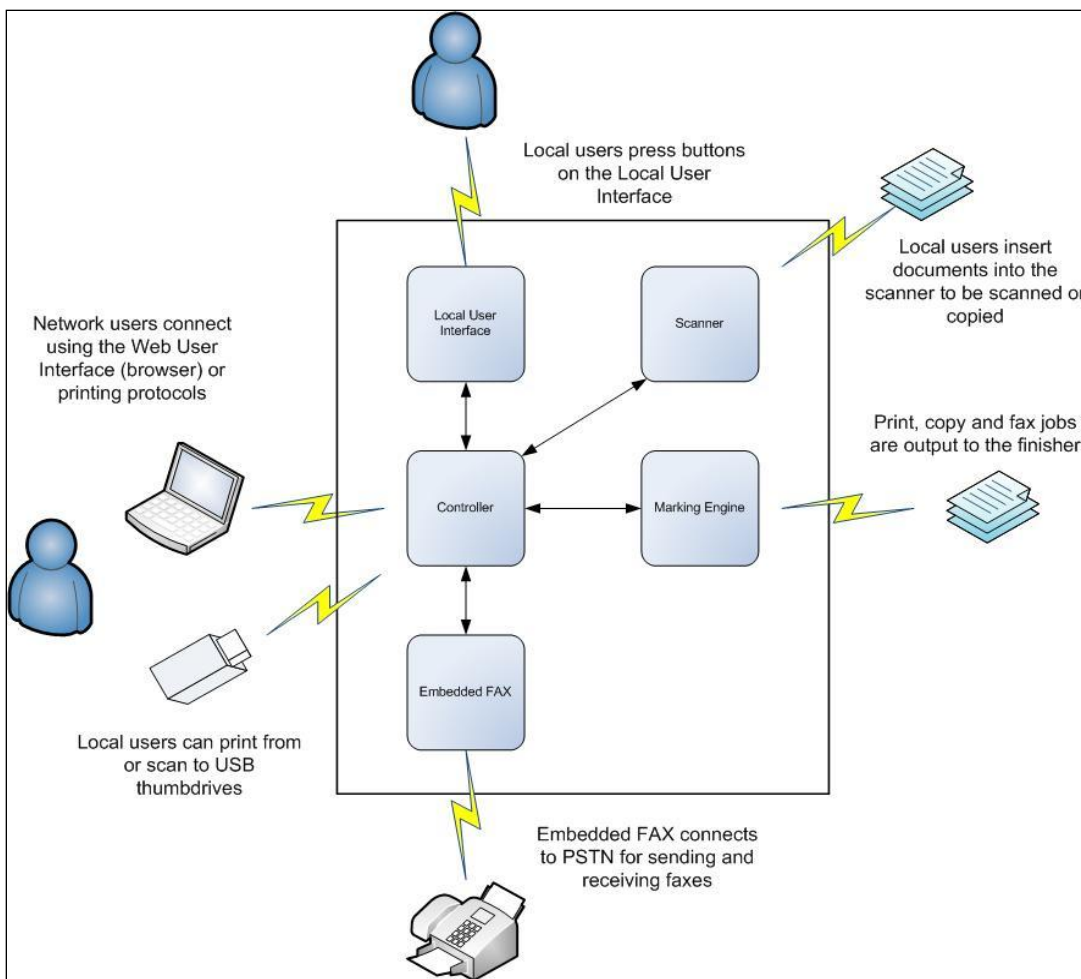 Local users press buttons
on the Local User
Interface
Local users insert
documents into the
scanner to be scanned or
copied
Local User
Interface
Scanner
Network users connect
using the Web User
Interface (browser) or
printing protocols
Print, copy and fax jobs
are output to the finisher
Controller
Marking Engine
Embedded FAX
Local users can print from
or scan to USB
thumbdrives
Embedded FAX connects
to PSTN for sending and
receiving faxes